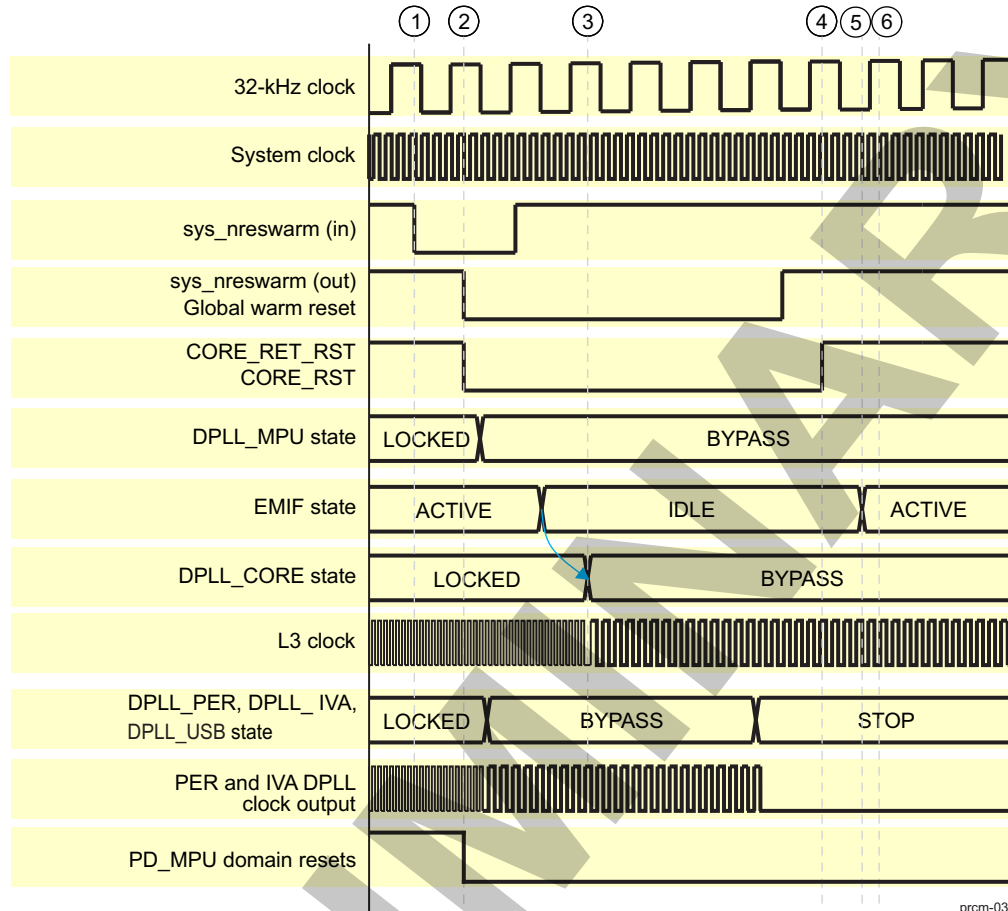 1 2 3 4 5 6
32-kHz clock
System clock
sys_nreswarm (in)
sys_nreswarm (out)
Global warm reset
CORE_RET_RST
CORE_RST
DPLL_MPU state
LOCKED BYPASS
EMIF state
ACTIVE IDLE ACTIVE
DPLL_CORE state
LOCKED BYPASS
L3 clock
DPLL_PER, DPLL_ IVA,
DPLL_USB state
LOCKED BYPASS STOP
PER and IVA DPLL
clock output
PD_MPU domain resets
prcm-03